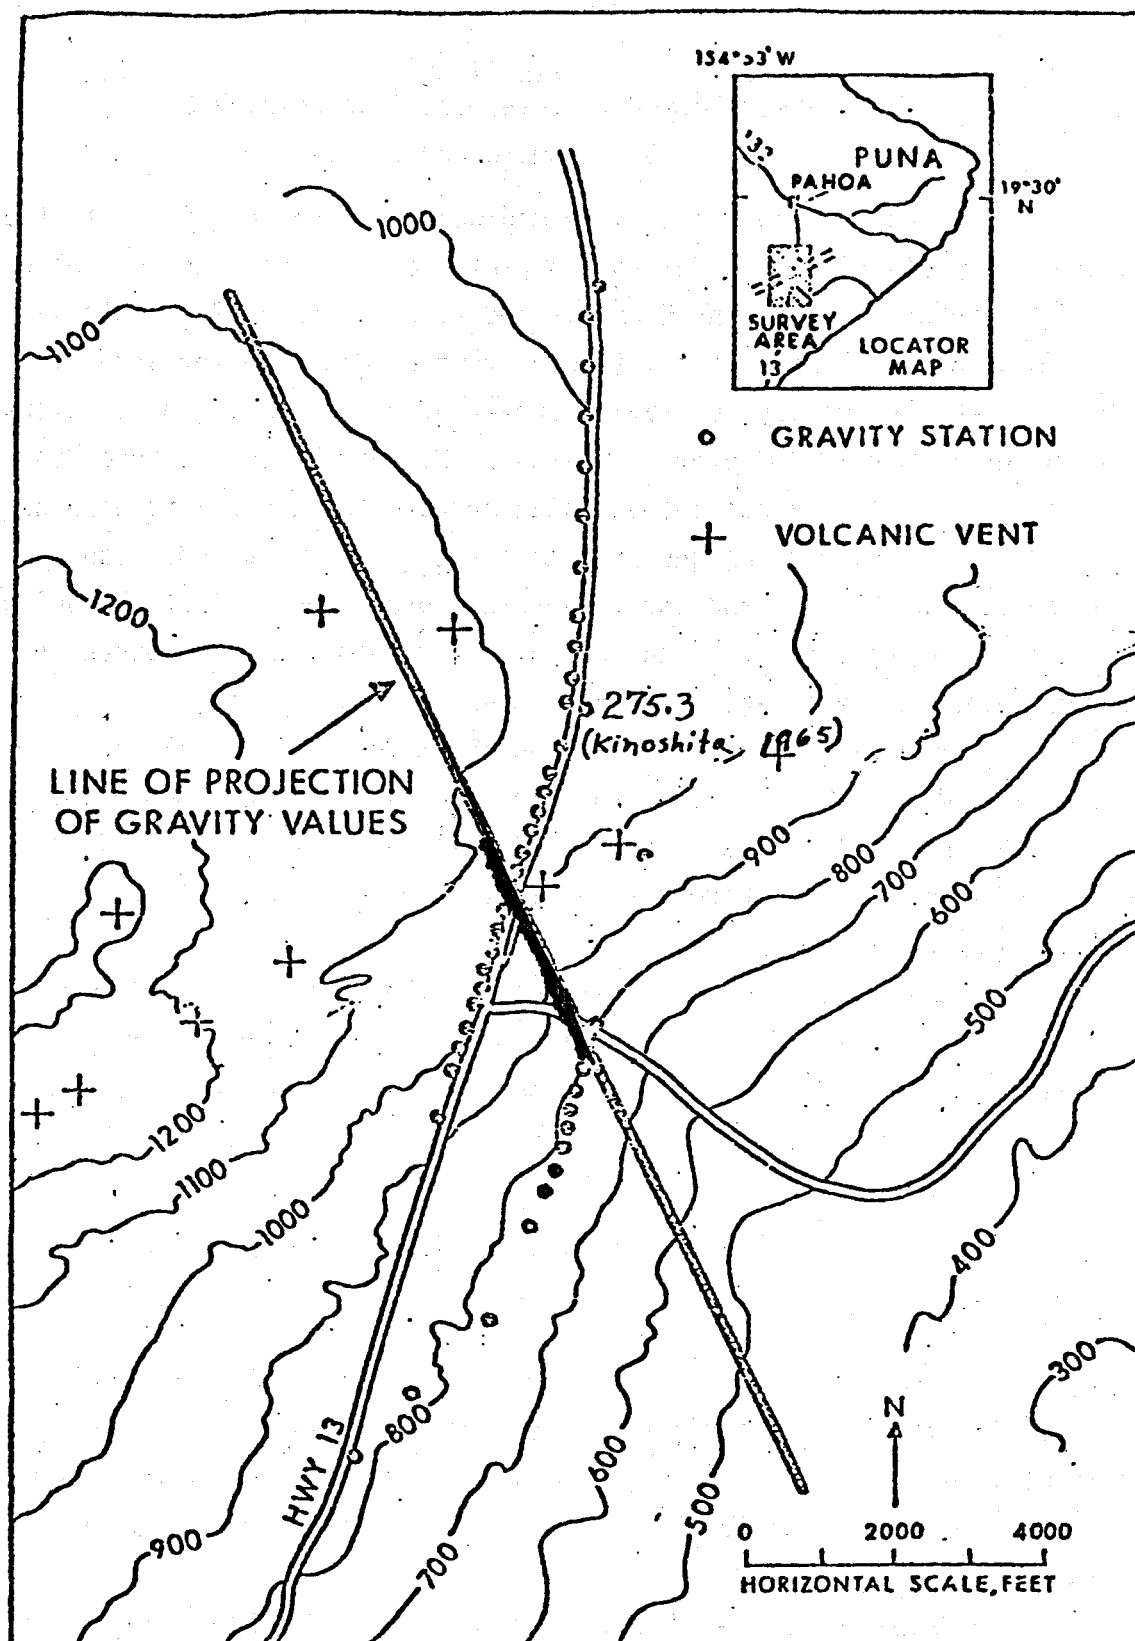 154°53' W
132
PUNA
PAHOA
19°30'
N
SURVEY
AREA
13
LOCATOR
MAP
GRAVITY STATION
VOLCANIC VENT
1000
1100
1200
275.3
(Kinoshita, 1965)
LINE OF PROJECTION
OF GRAVITY VALUES
900
800
700
600
500
1200
1100
1000
400
300
HWY 13
800
N
600
500
900
700
0 2000 4000
HORIZONTAL SCALE, FEET